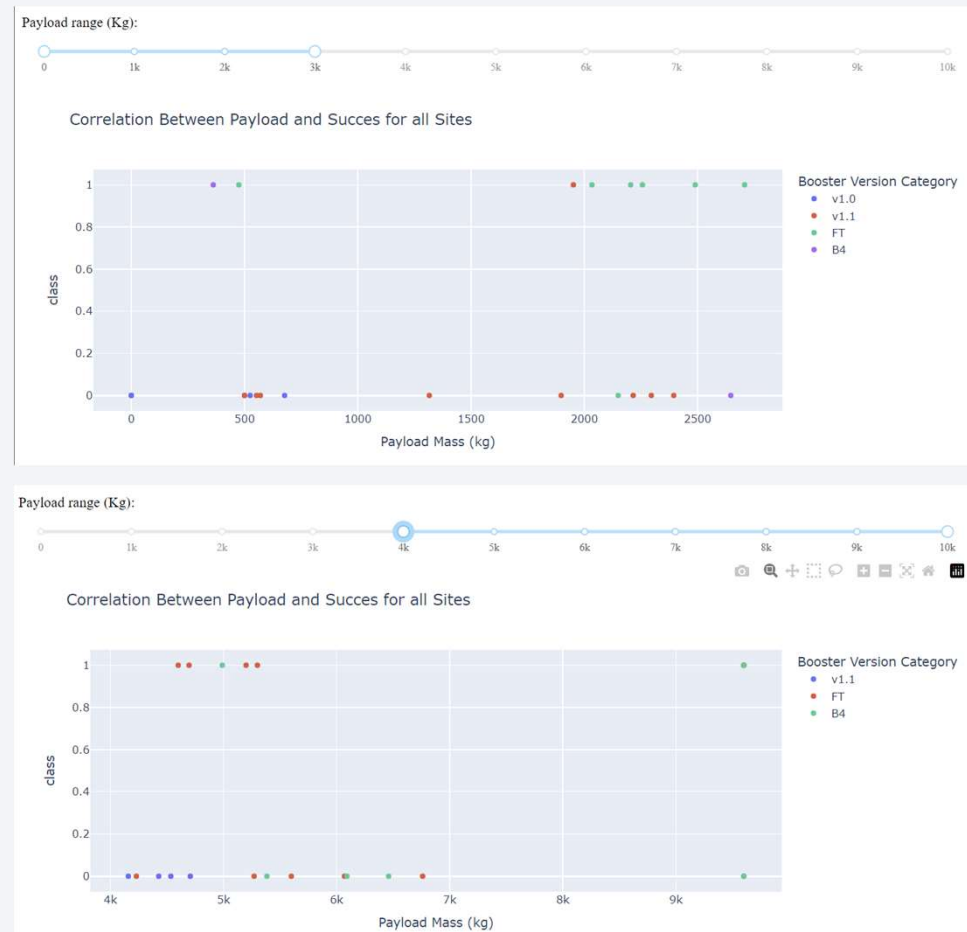 Payload range (Kg):
0 1k 2k 3k 4k 5k 6k 7k 8k 9k 10k
Correlation Between Payload and Succes for all Sites
1
0.8
0.6
0.4
0.2
0
class
0 500 1000 1500 2000 2500
Payload Mass (kg)
Booster Version Category
v1.0
v1.1
FT
B4
Payload range (Kg):
0 1k 2k 3k 4k 5k 6k 7k 8k 9k 10k
Correlation Between Payload and Succes for all Sites
1
0.8
0.6
0.4
0.2
0
class
4k 5k 6k 7k 8k 9k
Payload Mass (kg)
Booster Version Category
v1.1
FT
B4